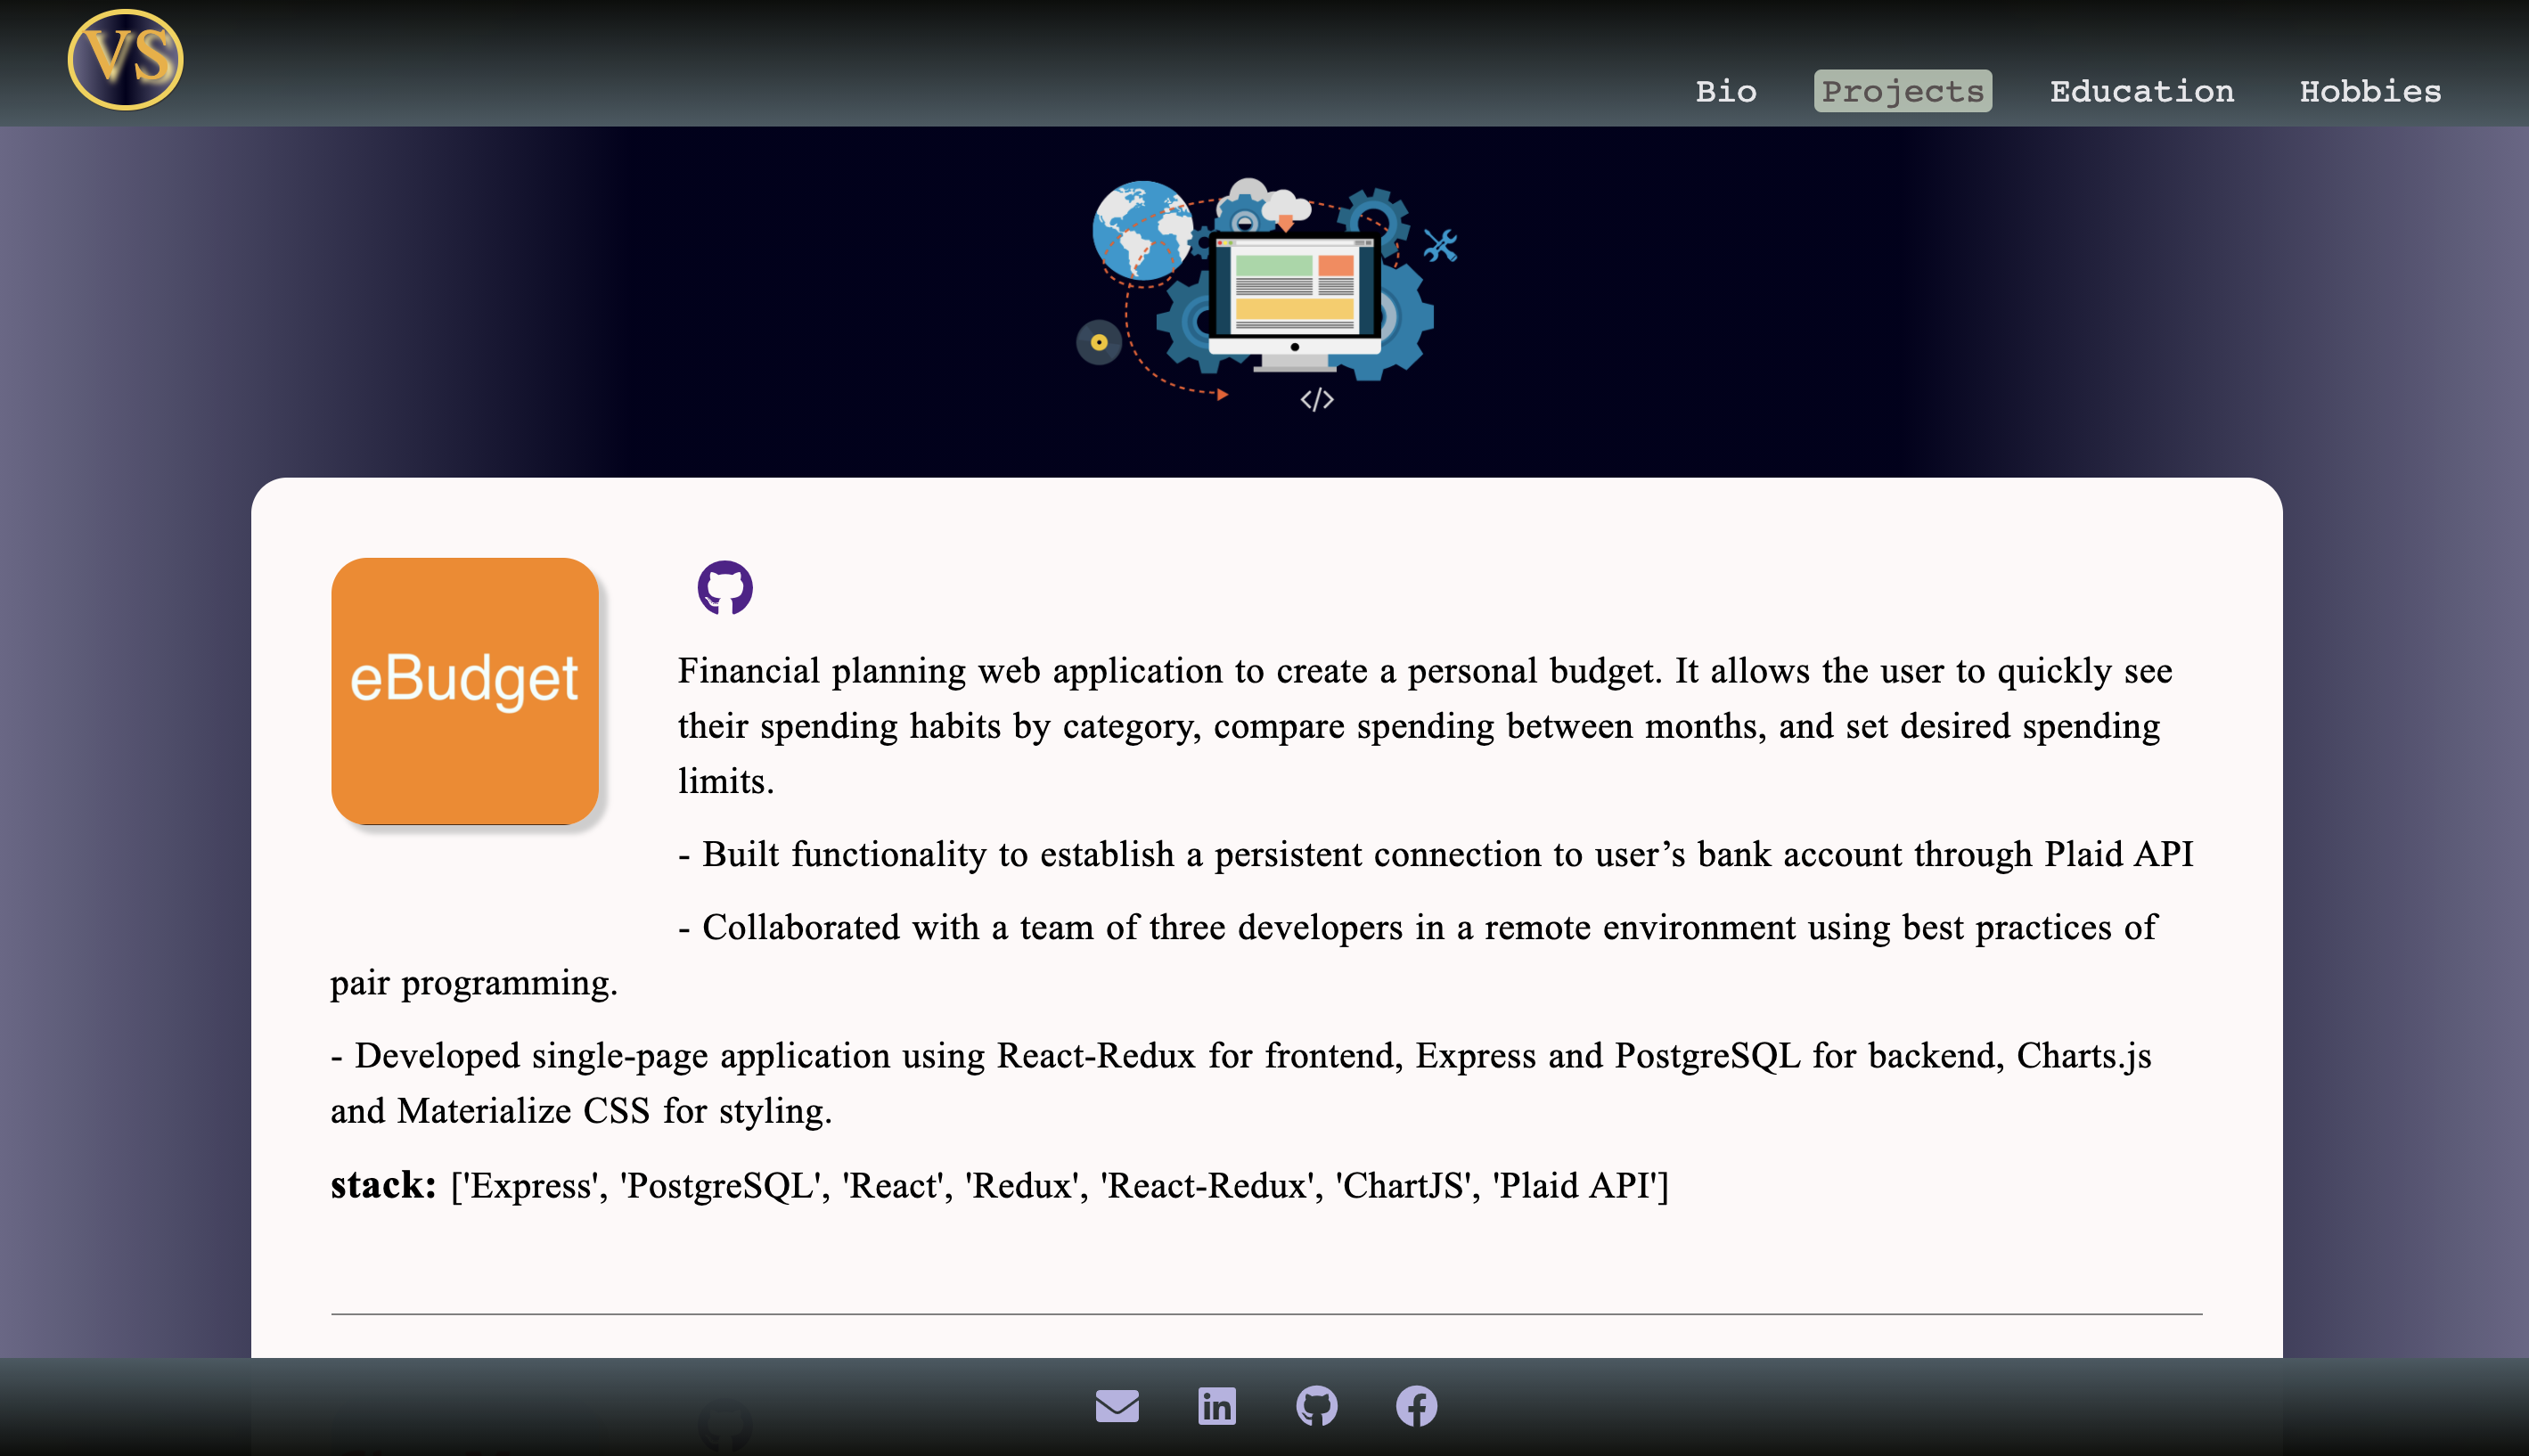 VS
Bio Projects Education Hobbies
</>
eBudget
Financial planning web application to create a personal budget. It allows the user to quickly see
their spending habits by category, compare spending between months, and set desired spending
limits.
- Built functionality to establish a persistent connection to user’s bank account through Plaid API
- Collaborated with a team of three developers in a remote environment using best practices of
pair programming.
- Developed single-page application using React-Redux for frontend, Express and PostgreSQL for backend, Charts.js
and Materialize CSS for styling.
stack: ['Express', 'PostgreSQL', 'React', 'Redux', 'React-Redux', 'ChartJS', 'Plaid API']
in